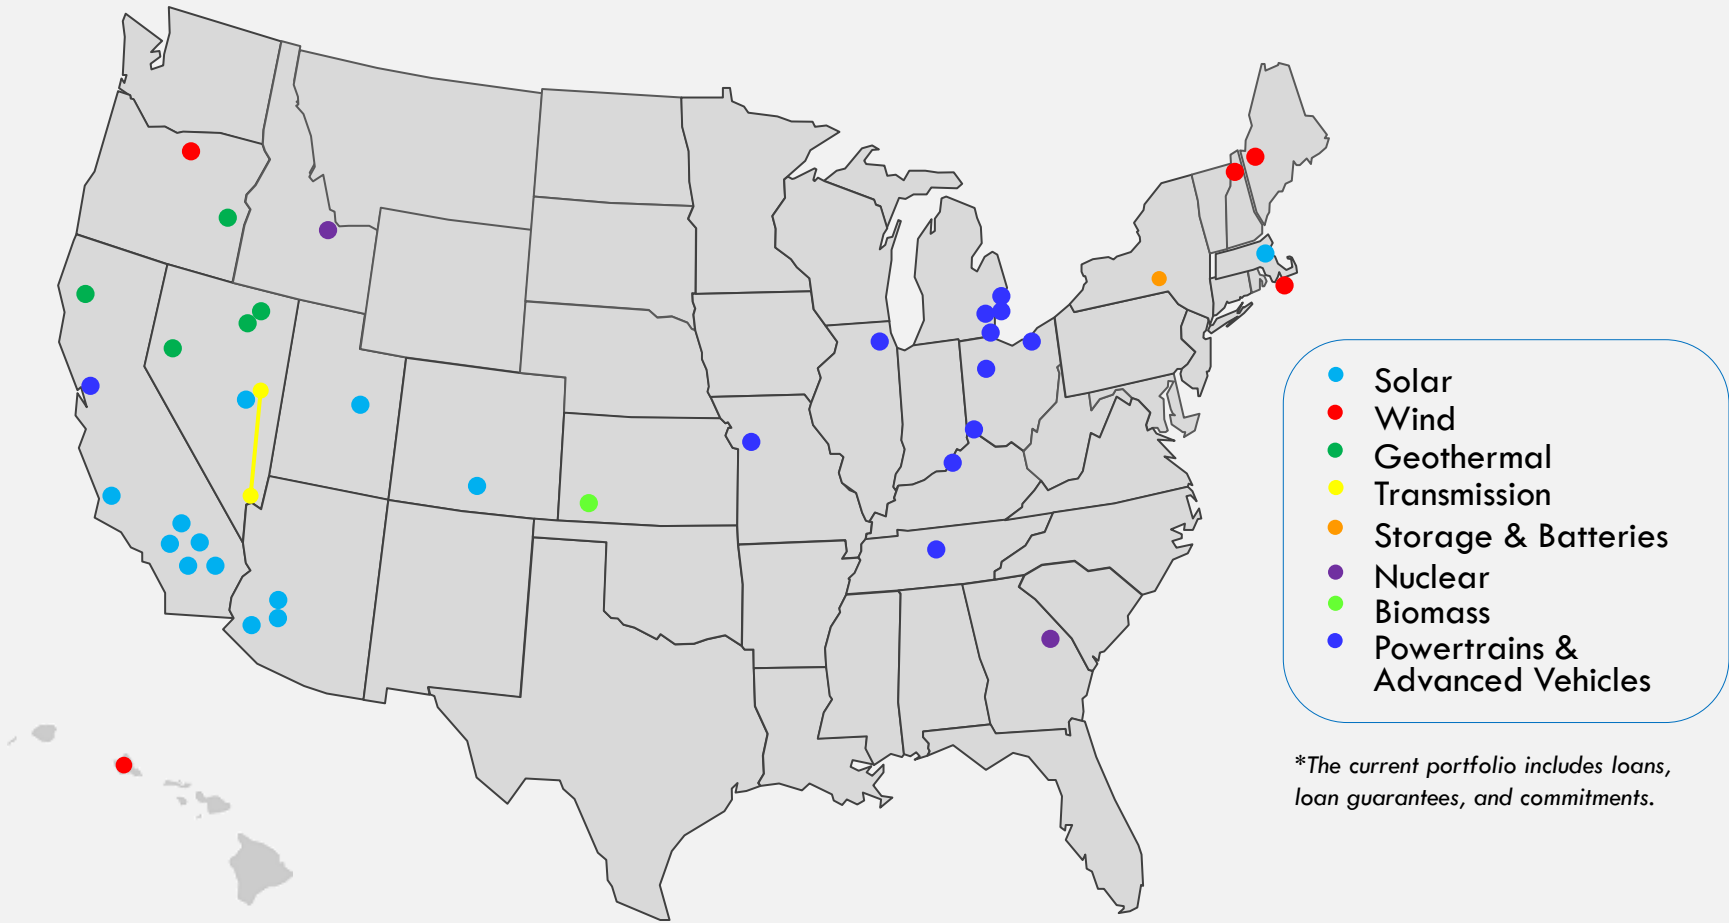 Solar
Wind
Geothermal
Transmission
Storage & Batteries
Nuclear
Biomass
Powertrains &
Advanced Vehicles
*The current portfolio includes loans,
loan guarantees, and commitments.